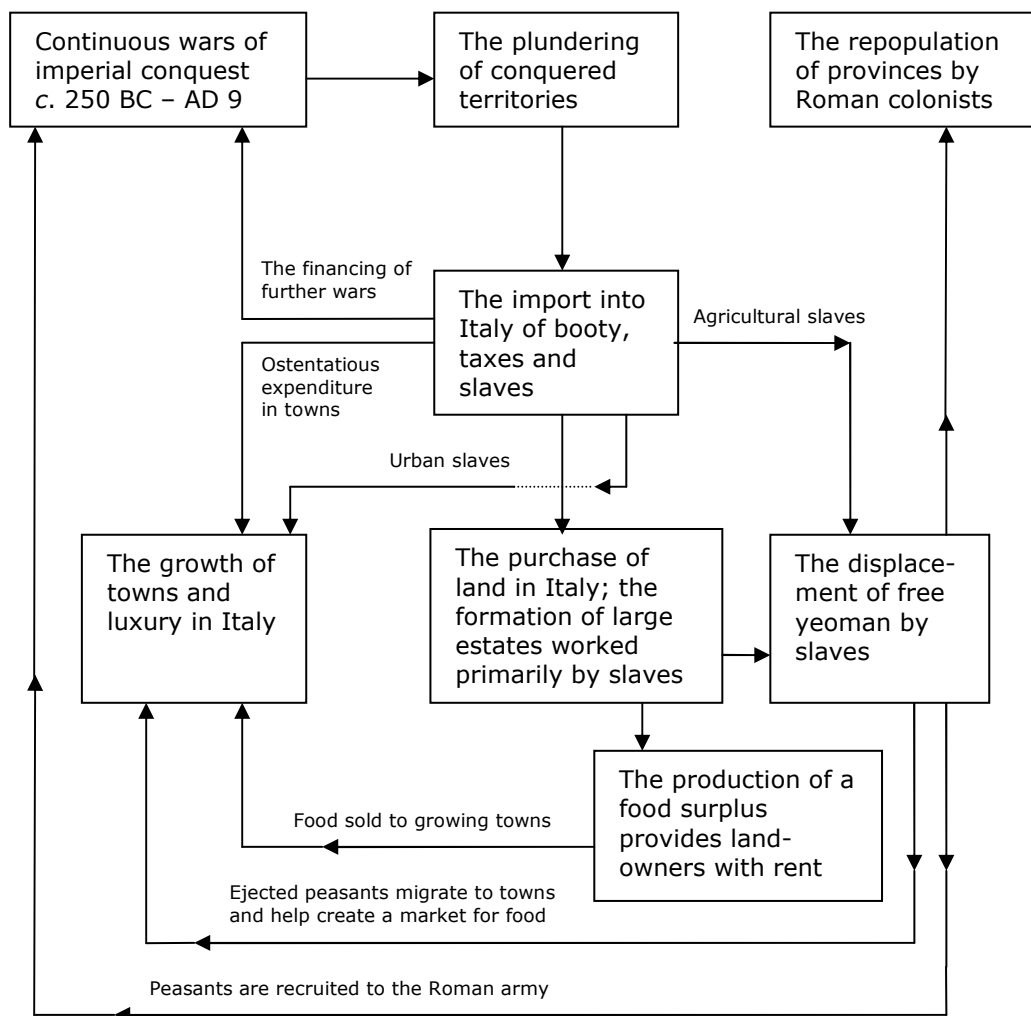 Continuous wars of
imperial conquest
c. 250 BC – AD 9
The plundering
of conquered
territories
The repopulation
of provinces by
Roman colonists
The financing of
further wars
The import into
Italy of booty,
taxes and
slaves
Agricultural slaves
Ostentatious
expenditure
in towns
Urban slaves
The growth of
towns and
luxury in Italy
The purchase of
land in Italy; the
formation of large
estates worked
primarily by slaves
The displace-
ment of free
yeoman by
slaves
The production of a
food surplus
provides land-
owners with rent
Food sold to growing towns
Ejected peasants migrate to towns
and help create a market for food
Peasants are recruited to the Roman army